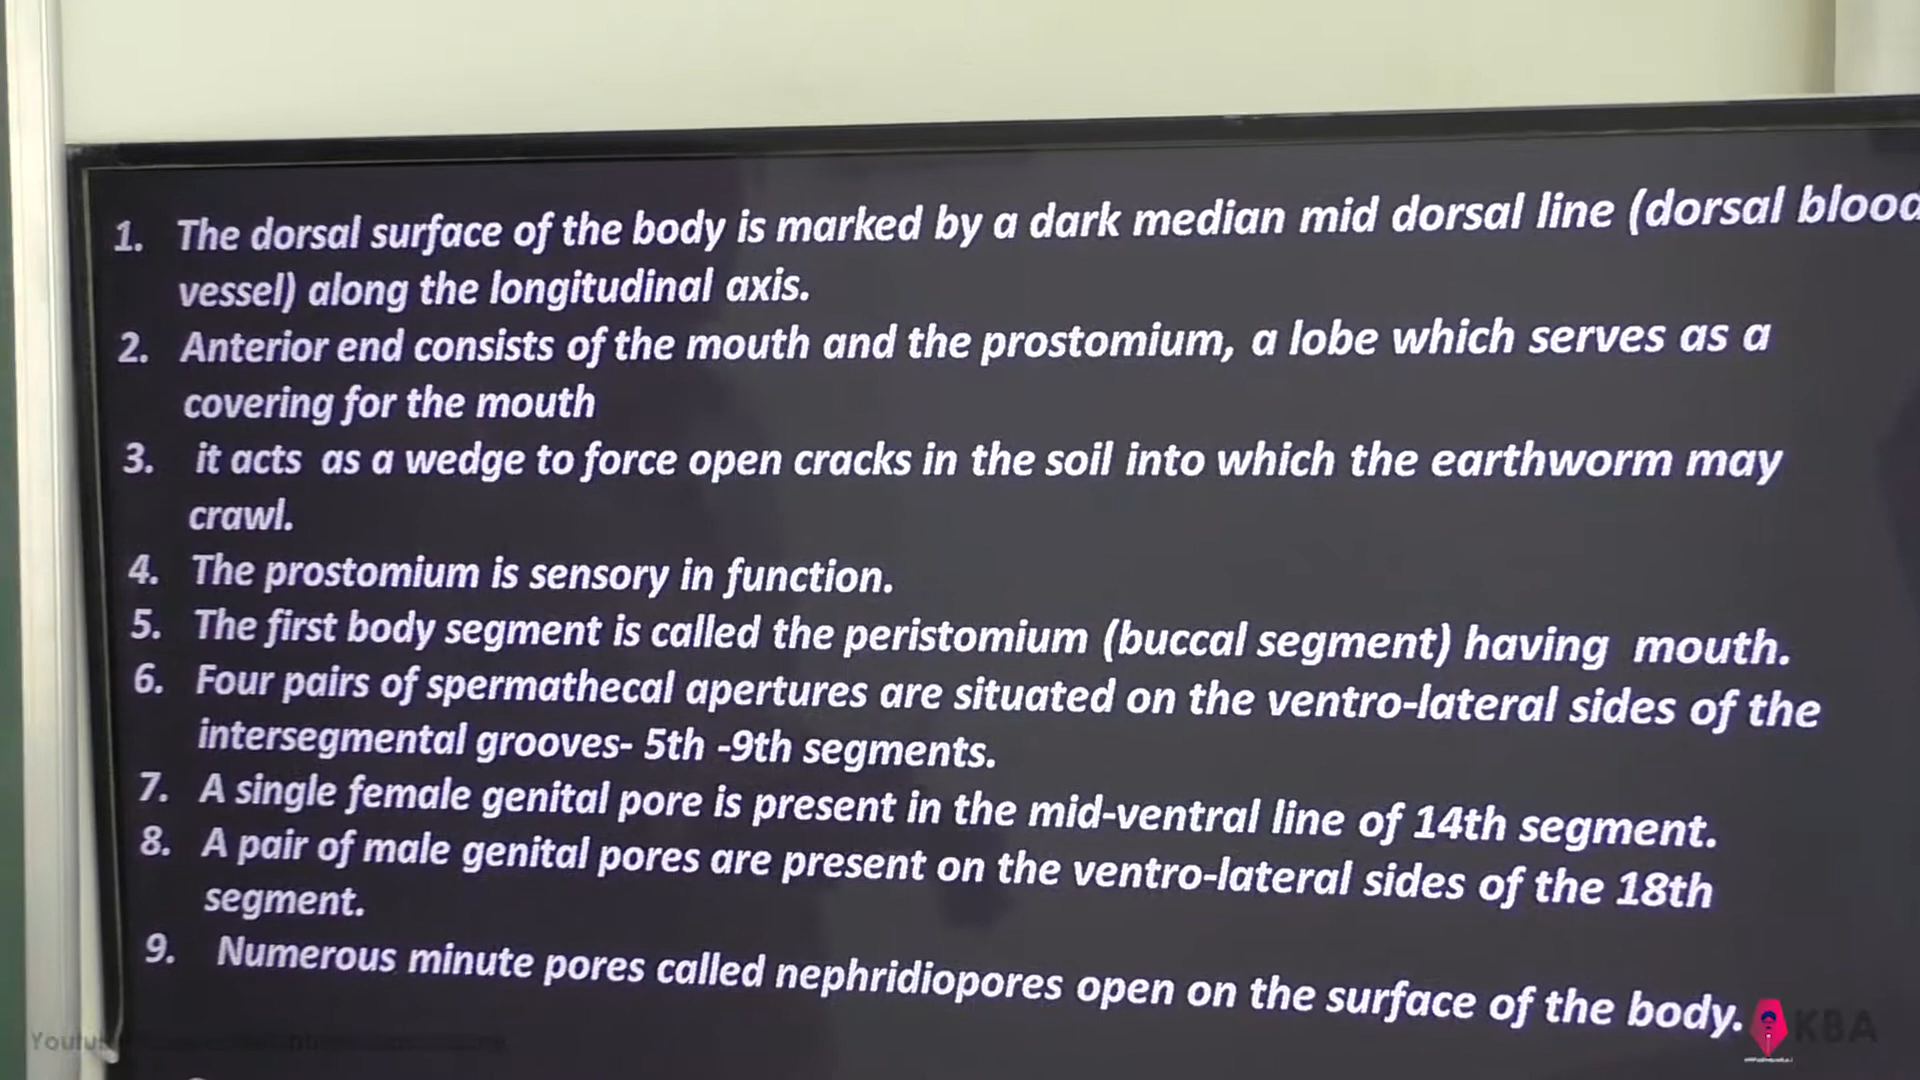 1. The dorsal surface of the body is marked by a dark median mid dorsal line (dorsal blood
vessel) along the longitudinal axis.
2. Anterior end consists of the mouth and the prostomium, a lobe which serves as a
covering for the mouth
3. it acts as a wedge to force open cracks in the soil into which the earthworm may
crawl.
4. The prostomium is sensory in function.
5. The first body segment is called the peristomium (buccal segment) having mouth.
6. Four pairs of spermathecal apertures are situated on the ventro-lateral sides of the
intersegmental grooves- 5th -9th segments.
7. A single female genital pore is present in the mid-ventral line of 14th segment.
8. A pair of male genital pores are present on the ventro-lateral sides of the 18th
segment.
9. Numerous minute pores called nephridiopores open on the surface of the body.
KBA